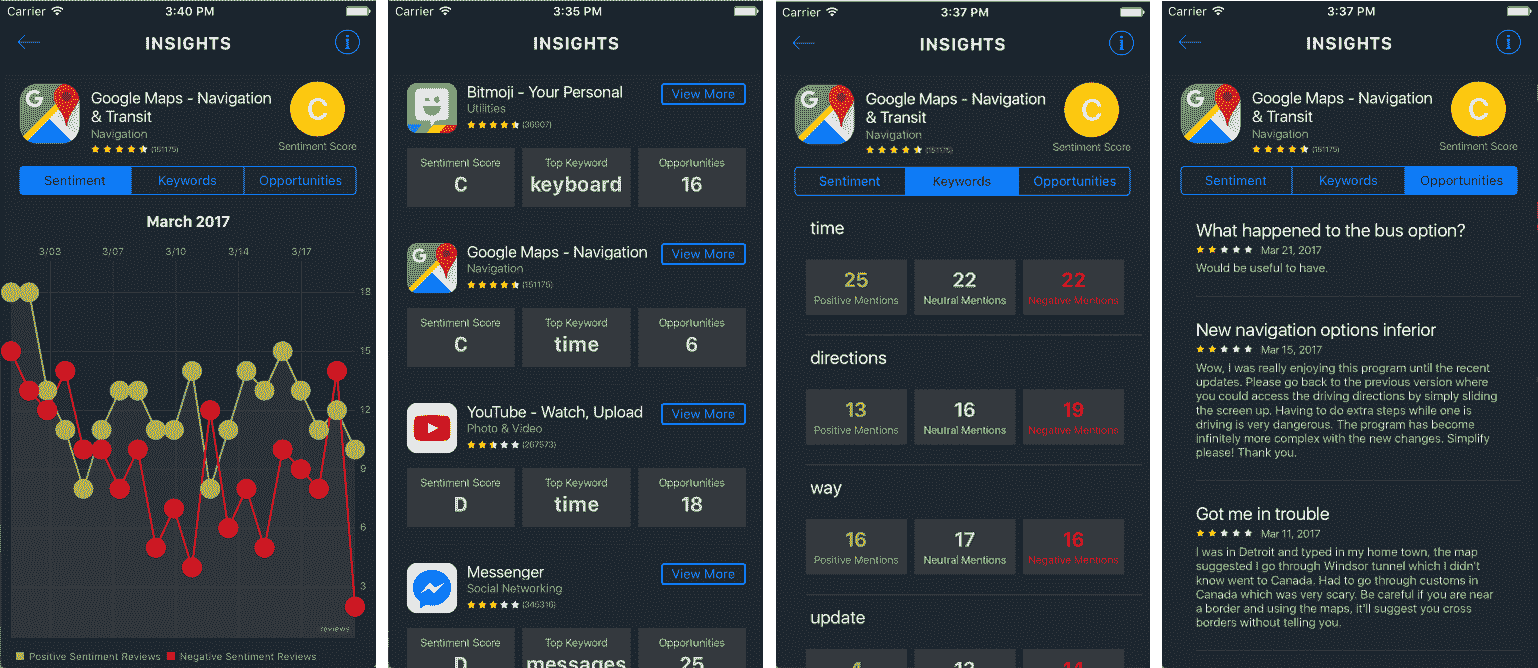 Carrier 3:40 PM
INSIGHTS
Google Maps - Navigation
& Transit
Navigation
(151175)
C
Sentiment Score
Sentiment Keywords Opportunities
March 2017
3/03 3/07 3/10 3/14 3/17
18
15
12
9
6
3
reviews
Positive Sentiment Reviews Negative Sentiment Reviews
Carrier 3:35 PM
INSIGHTS
Bitmoji - Your Personal
View More
Utilities
(36907)
Sentiment Score Top Keyword Opportunities
C keyboard 16
Google Maps - Navigation
View More
Navigation
(151175)
Sentiment Score Top Keyword Opportunities
C time 6
YouTube - Watch, Upload
View More
Photo & Video
(267573)
Sentiment Score Top Keyword Opportunities
D time 18
Messenger
View More
Social Networking
(345316)
Sentiment Score Top Keyword Opportunities
D messages 25
Carrier 3:37 PM
INSIGHTS
Google Maps - Navigation
& Transit
Navigation
(151175)
C
Sentiment Score
Sentiment Keywords Opportunities
time
25 22 22
Positive Mentions Neutral Mentions Negative Mentions
directions
13 16 19
Positive Mentions Neutral Mentions Negative Mentions
way
16 17 16
Positive Mentions Neutral Mentions Negative Mentions
update
4 13 14
Carrier 3:37 PM
INSIGHTS
Google Maps - Navigation
& Transit
Navigation
(151175)
C
Sentiment Score
Sentiment Keywords Opportunities
What happened to the bus option?
Mar 21, 2017
Would be useful to have.
New navigation options inferior
Mar 15, 2017
Wow, I was really enjoying this program until the recent
updates. Please go back to the previous version where
you could access the driving directions by simply sliding
the screen up. Having to do extra steps while one is
driving is very dangerous. The program has become
infinitely more complex with the new changes. Simplify
please! Thank you.
Got me in trouble
Mar 11, 2017
I was in Detroit and typed in my home town, the map
suggested I go through Windsor tunnel which I didn't
know went to Canada. Had to go through customs in
Canada which was very scary. Be careful if you are near
a border and using the maps, it'll suggest you cross
borders without telling you.